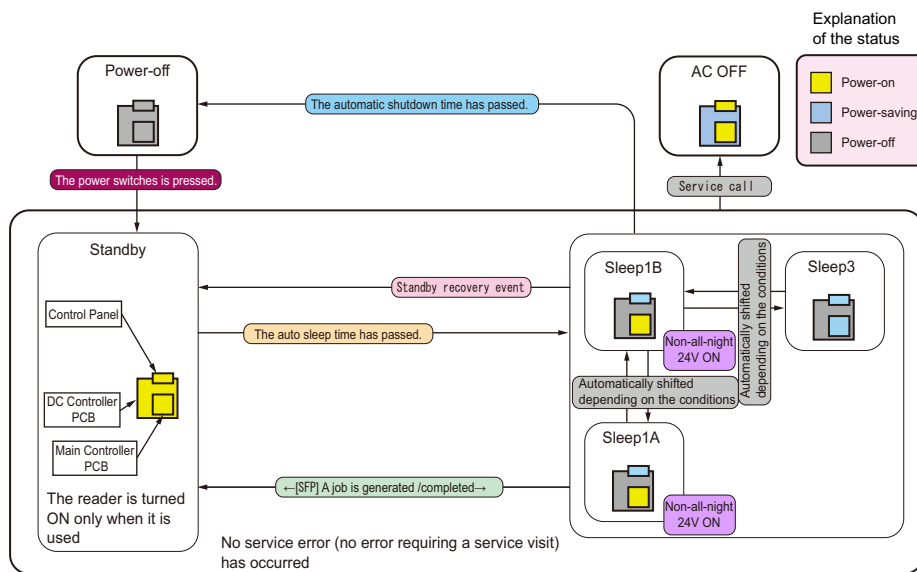 Explanation
of the status
Power-on
Power-saving
Power-off
Power-off
AC OFF
The automatic shutdown time has passed.
The power switches is pressed.
Service call
Standby
Sleep1B
Sleep3
Automatically shifted
depending on the conditions
Standby recovery event
Control Panel
The auto sleep time has passed.
Non-all-night
24V ON
Automatically shifted
depending on the conditions
DC Controller
PCB
Main Controller
PCB
Sleep1A
←[SFP] A job is generated /completed→
The reader is turned
ON only when it is
used
Non-all-night
24V ON
No service error (no error requiring a service visit)
has occurred